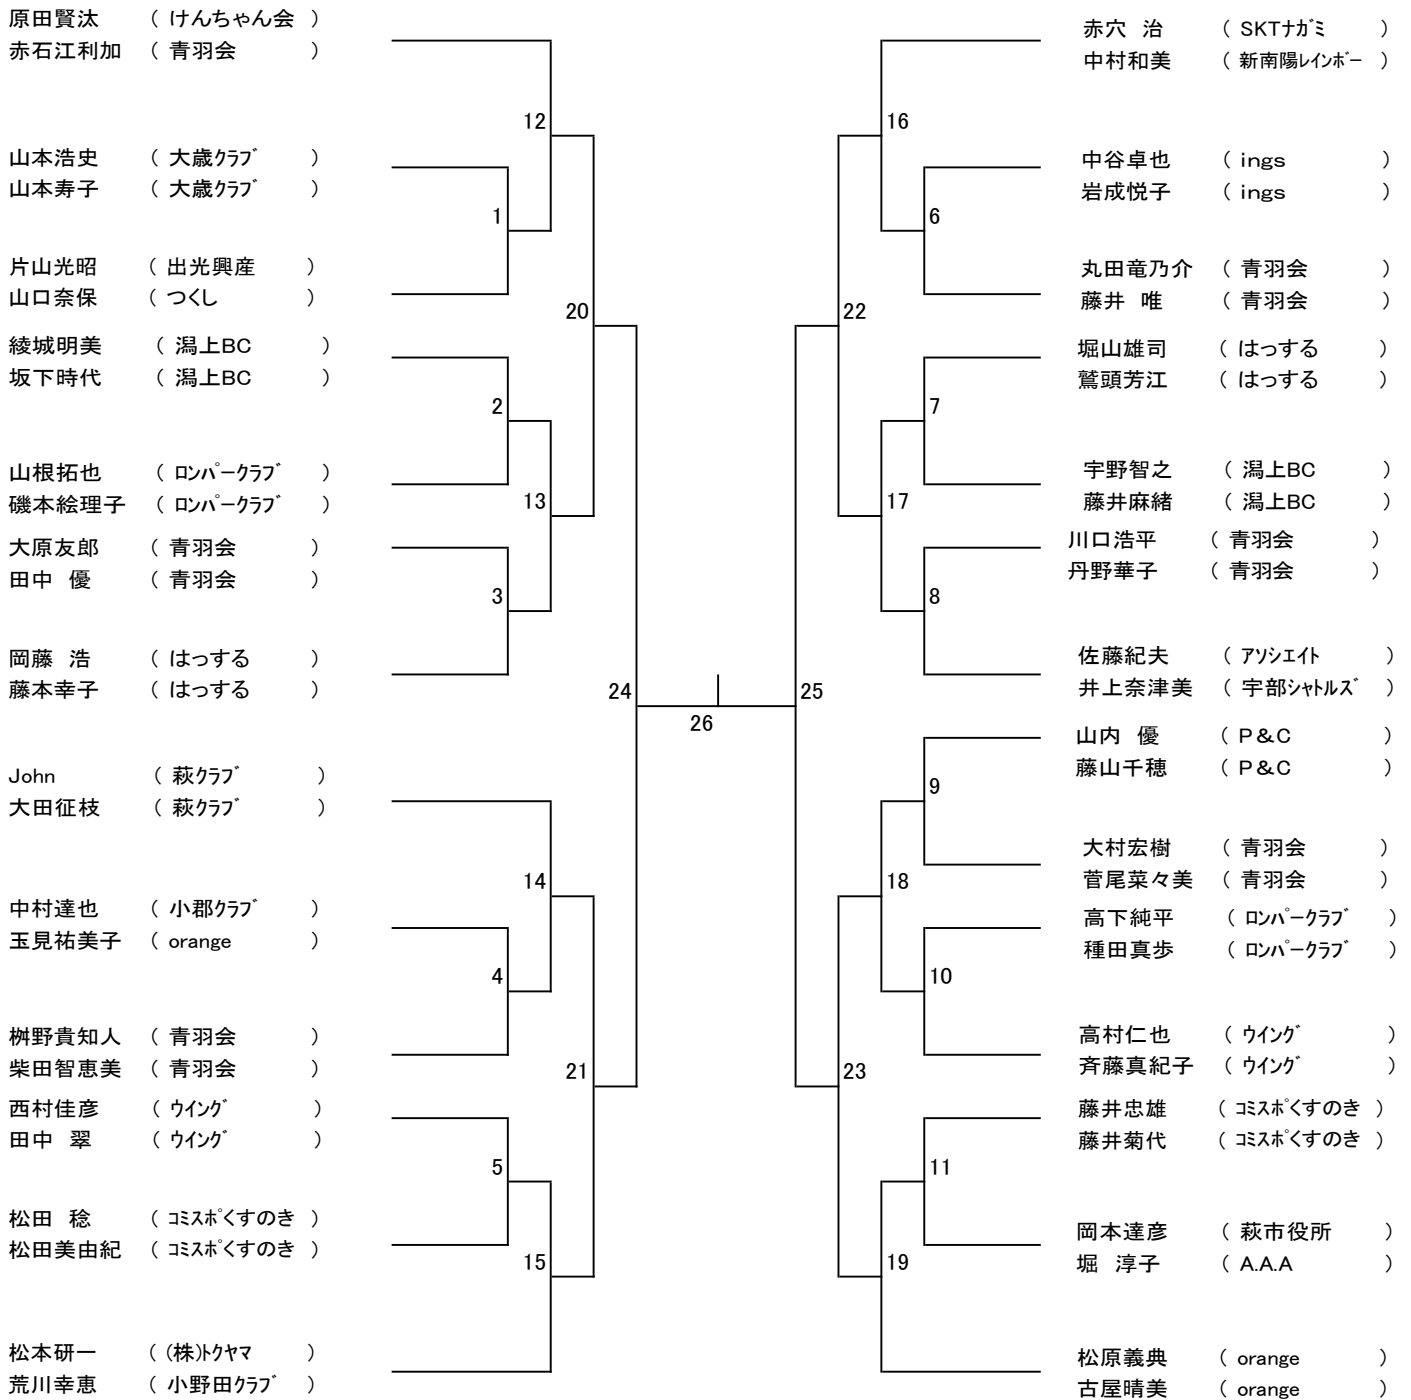 原田賢汰 （ けんちゃん会 ）
赤石江利加 （ 青羽会 ）
12
山本浩史 （ 大歳ｸﾗﾌﾞ ）
山本寿子 （ 大歳ｸﾗﾌﾞ ）
1
片山光昭 （ 出光興産 ）
山口奈保 （ つくし ）
20
綾城明美 （ 潟上BC ）
坂下時代 （ 潟上BC ）
2
山根拓也 （ ﾛﾝﾊﾟｰｸﾗﾌﾞ ）
磯本絵理子 （ ﾛﾝﾊﾟｰｸﾗﾌﾞ ）
13
大原友郎 （ 青羽会 ）
田中　優 （ 青羽会 ）
3
岡藤　浩 （ はっする ）
藤本幸子 （ はっする ）
24
26
John （ 萩ｸﾗﾌﾞ ）
大田征枝 （ 萩ｸﾗﾌﾞ ）
14
中村達也 （ 小郡ｸﾗﾌﾞ ）
玉見祐美子 （ orange ）
4
桝野貴知人 （ 青羽会 ）
柴田智恵美 （ 青羽会 ）
21
西村佳彦 （ ｳｲﾝｸﾞ ）
田中　翠 （ ｳｲﾝｸﾞ ）
5
松田　稔 （ ｺﾐｽﾎﾟくすのき ）
松田美由紀 （ ｺﾐｽﾎﾟくすのき ）
15
松本研一 （ (株)ﾄｸﾔﾏ ）
荒川幸恵 （ 小野田ｸﾗﾌﾞ ）
赤穴　治 （ SKTﾅｶﾞﾐ ）
中村和美 （ 新南陽ﾚｲﾝﾎﾞｰ ）
16
中谷卓也 （ ings ）
岩成悦子 （ ings ）
6
丸田竜乃介 （ 青羽会 ）
藤井　唯 （ 青羽会 ）
22
堀山雄司 （ はっする ）
鷲頭芳江 （ はっする ）
7
宇野智之 （ 潟上BC ）
藤井麻緒 （ 潟上BC ）
17
川口浩平 （ 青羽会 ）
丹野華子 （ 青羽会 ）
8
佐藤紀夫 （ ｱｿｼｴｲﾄ ）
井上奈津美 （ 宇部ｼｬﾄﾙｽﾞ ）
25
山内　優 （ P＆C ）
藤山千穂 （ P＆C ）
9
大村宏樹 （ 青羽会 ）
菅尾菜々美 （ 青羽会 ）
18
高下純平 （ ﾛﾝﾊﾟｰｸﾗﾌﾞ ）
種田真歩 （ ﾛﾝﾊﾟｰｸﾗﾌﾞ ）
10
高村仁也 （ ｳｲﾝｸﾞ ）
斉藤真紀子 （ ｳｲﾝｸﾞ ）
23
藤井忠雄 （ ｺﾐｽﾎﾟくすのき ）
藤井菊代 （ ｺﾐｽﾎﾟくすのき ）
11
岡本達彦 （ 萩市役所 ）
堀　淳子 （ A.A.A ）
19
松原義典 （ orange ）
古屋晴美 （ orange ）